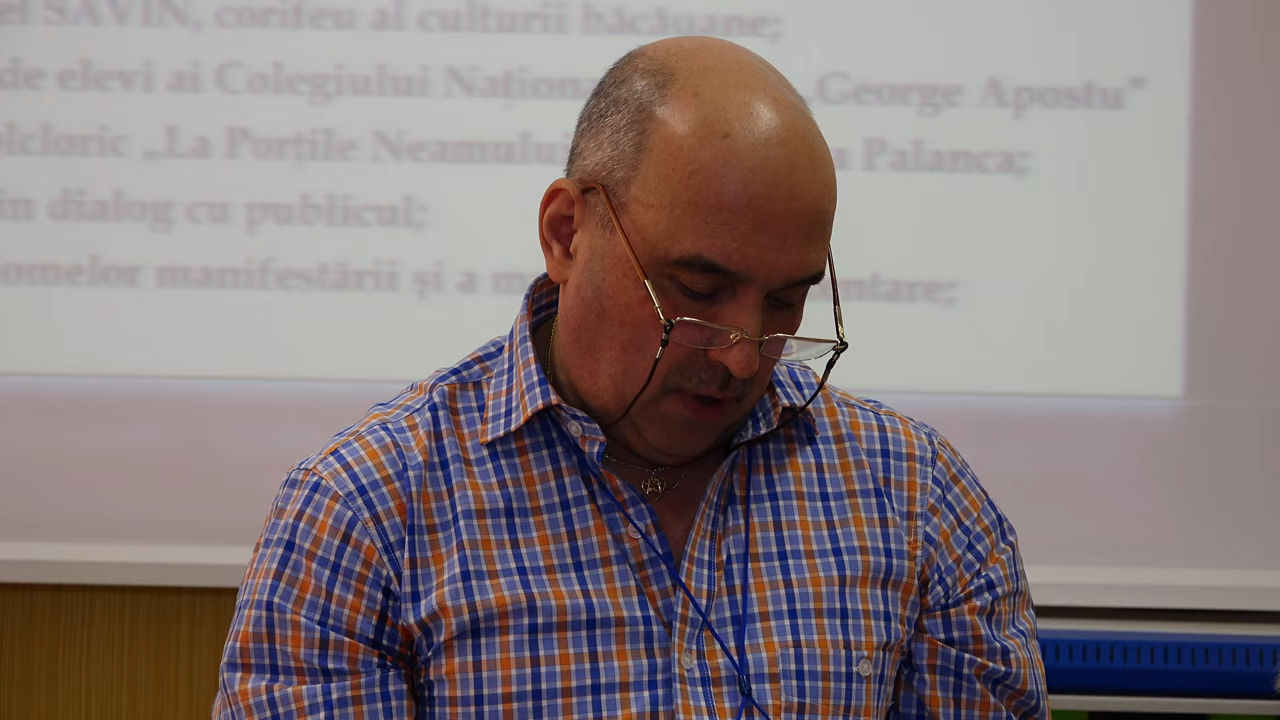 el SAVIN, corifeu al culturii băcăuane;
de elevi ai Colegiului Național „George Apostu”
olcloric „La Porțile Neamului Palanca;
in dialog cu publicul;
omelor manifestării și a m ntare;